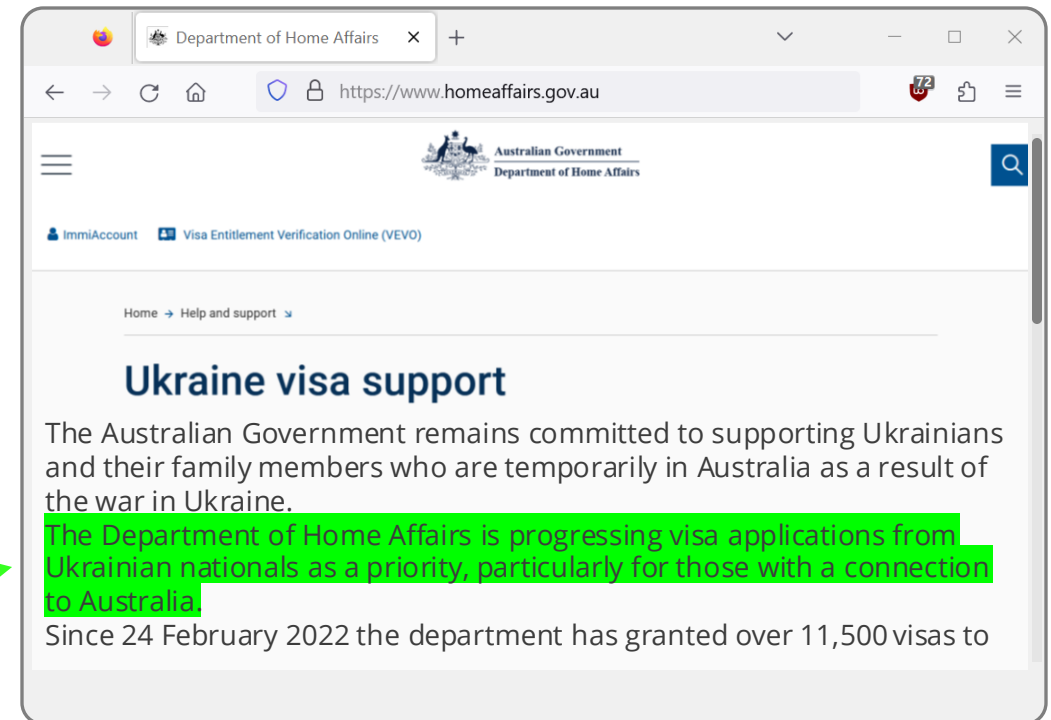 Department of Home Affairs
https://www.homeaffairs.gov.au
72
Australian Government
Department of Home Affairs
ImmiAccount
Visa Entitlement Verification Online (VEVO)
Home → Help and support
Ukraine visa support
The Australian Government remains committed to supporting Ukrainians
and their family members who are temporarily in Australia as a result of
the war in Ukraine.
The Department of Home Affairs is progressing visa applications from
Ukrainian nationals as a priority, particularly for those with a connection
to Australia.
Since 24 February 2022 the department has granted over 11,500 visas to